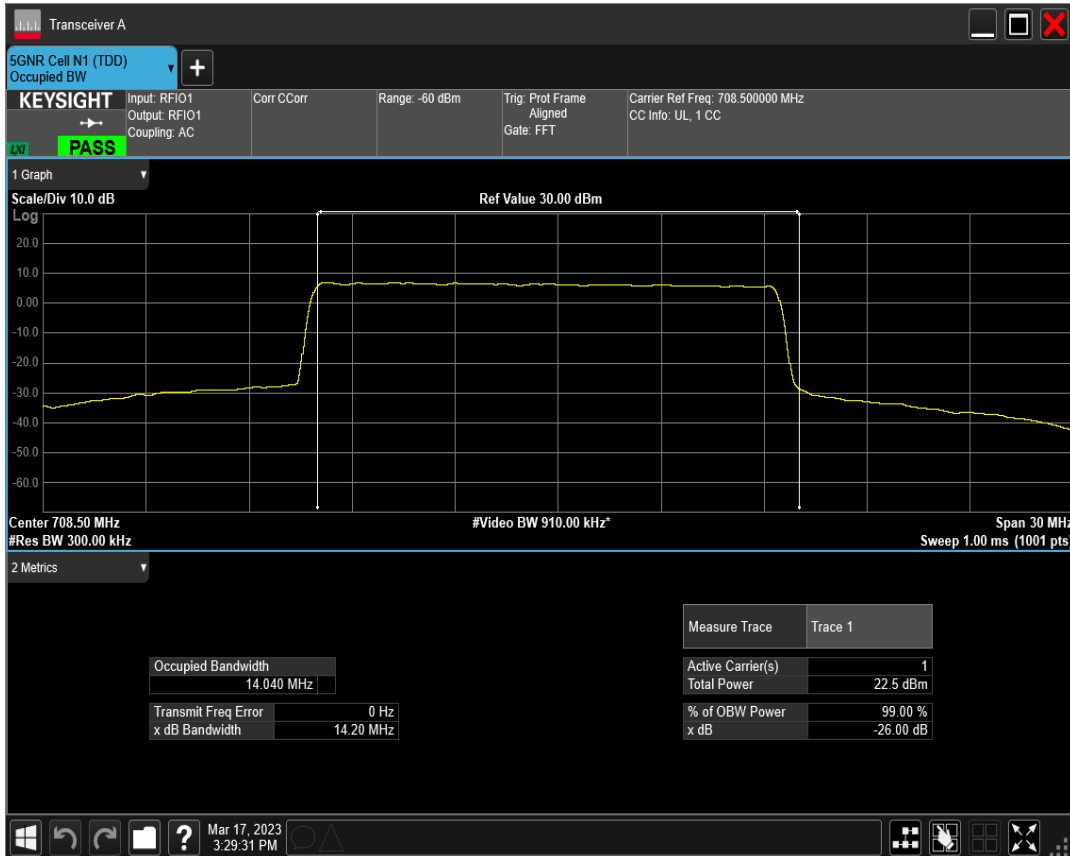 Transceiver A
5GNR Cell N1 (TDD)
Occupied BW
+
KEYSIGHT
LXI
PASS
Input: RFIO1
Output: RFIO1
Coupling: AC
Corr CCorr
Range: -60 dBm
Trig: Prot Frame
Aligned
Gate: FFT
Carrier Ref Freq: 708.500000 MHz
CC Info: UL, 1 CC
1 Graph
Scale/Div 10.0 dB
Ref Value 30.00 dBm
Log
20.0
10.0
0.00
-10.0
-20.0
-30.0
-40.0
-50.0
-60.0
Center 708.50 MHz
#Video BW 910.00 kHz*
Span 30 MHz
#Res BW 300.00 kHz
Sweep 1.00 ms (1001 pts)
2 Metrics
Measure Trace Trace 1
Occupied Bandwidth
14.040 MHz
Active Carrier(s) 1
Total Power 22.5 dBm
Transmit Freq Error 0 Hz
x dB Bandwidth 14.20 MHz
% of OBW Power 99.00 %
x dB -26.00 dB
?
Mar 17, 2023
3:29:31 PM